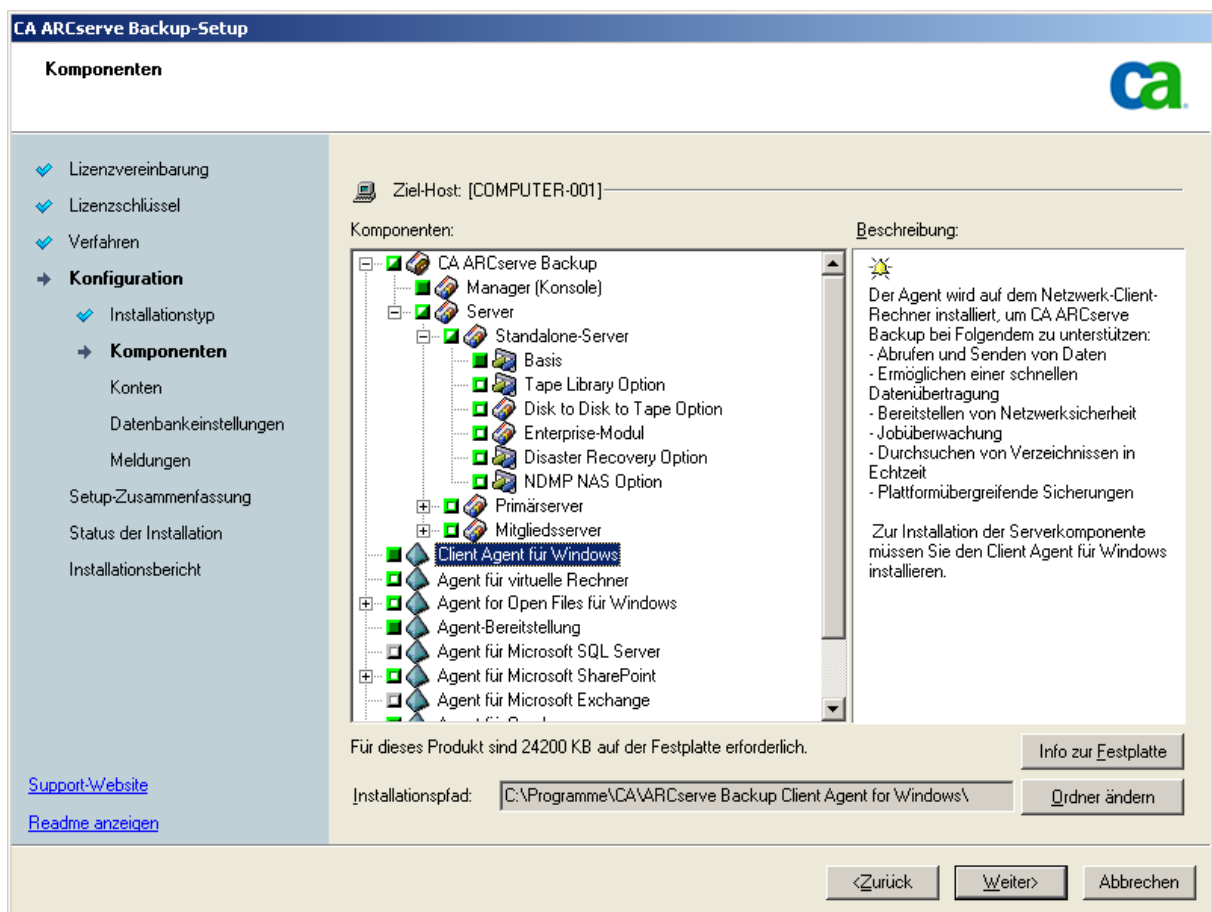 CA ARCserve Backup-Setup
Komponenten
ca
Lizenzvereinbarung
Lizenzschlüssel
Verfahren
Konfiguration
Installationstyp
Komponenten
Konten
Datenbankeinstellungen
Meldungen
Setup-Zusammenfassung
Status der Installation
Installationsbericht
Support-Website
Readme anzeigen
Ziel-Host: [COMPUTER-001]
Komponenten:
CA ARCserve Backup
Manager (Konsole)
Server
Standalone-Server
Basis
Tape Library Option
Disk to Disk to Tape Option
Enterprise-Modul
Disaster Recovery Option
NDMP NAS Option
Primärserver
Mitgliedsserver
Client Agent für Windows
Agent für virtuelle Rechner
Agent for Open Files für Windows
Agent-Bereitstellung
Agent für Microsoft SQL Server
Agent für Microsoft SharePoint
Agent für Microsoft Exchange
Beschreibung:
Der Agent wird auf dem Netzwerk-Client-
Rechner installiert, um CA ARCserve
Backup bei Folgendem zu unterstützen:
- Abrufen und Senden von Daten
- Ermöglichen einer schnellen
Datenübertragung
- Bereitstellen von Netzwerksicherheit
- Jobüberwachung
- Durchsuchen von Verzeichnissen in
Echtzeit
- Plattformübergreifende Sicherungen
Zur Installation der Serverkomponente
müssen Sie den Client Agent für Windows
installieren.
Für dieses Produkt sind 24200 KB auf der Festplatte erforderlich.
Info zur Festplatte
Installationspfad:
C:\Programme\CA\ARCserve Backup Client Agent for Windows\
Ordner ändern
<Zurück
Weiter>
Abbrechen